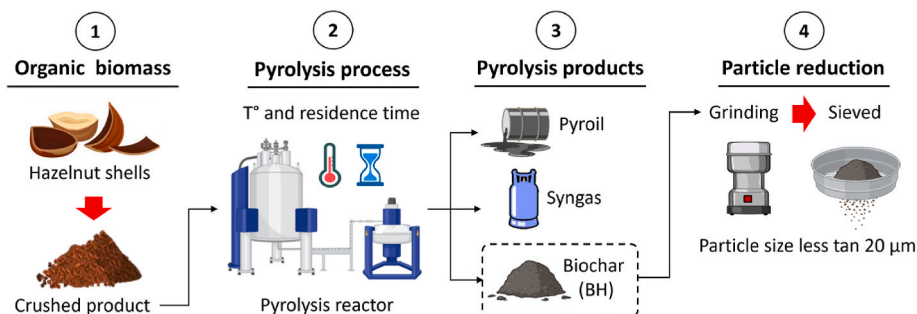 1
Organic biomass
Hazelnut shells
Crushed product
2
Pyrolysis process
T° and residence time
Pyrolysis reactor
3
Pyrolysis products
Pyroil
Syngas
Biochar
(BH)
4
Particle reduction
Grinding
Sieved
Particle size less tan 20 μm